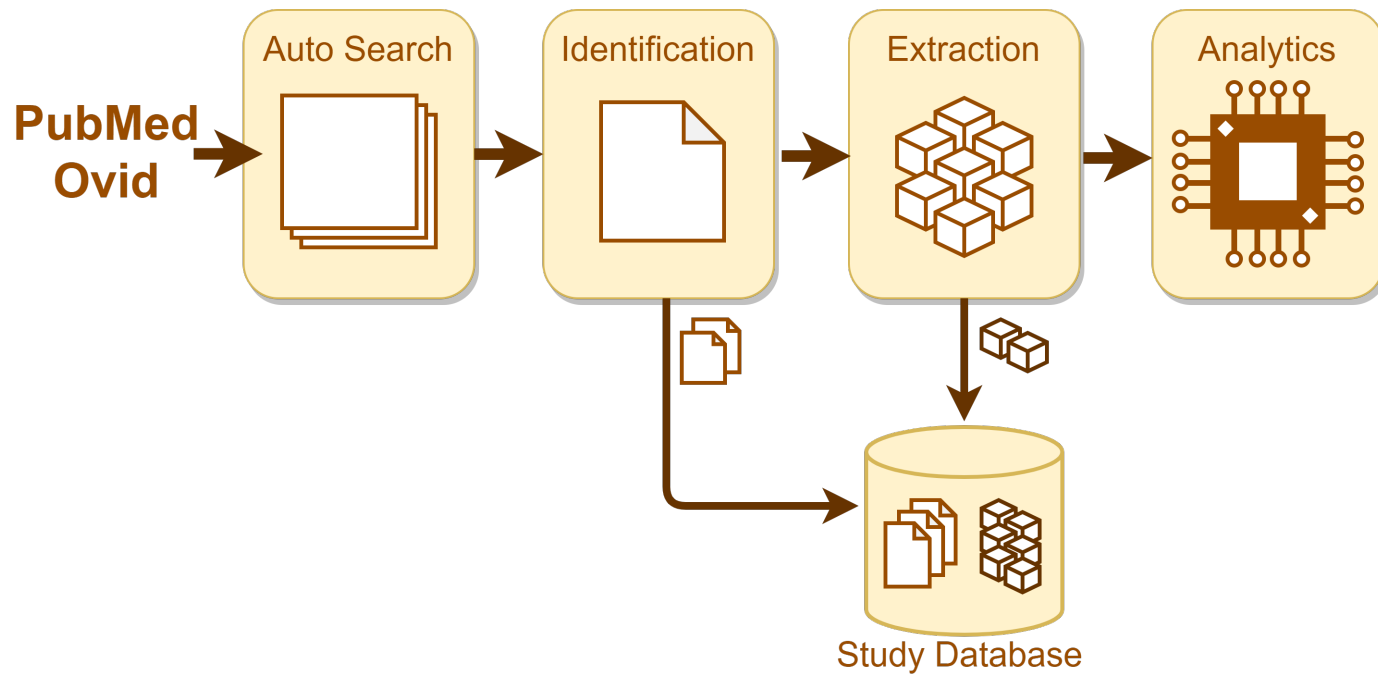 Auto Search
Identification
Extraction
Analytics
PubMed
Ovid
Study Database